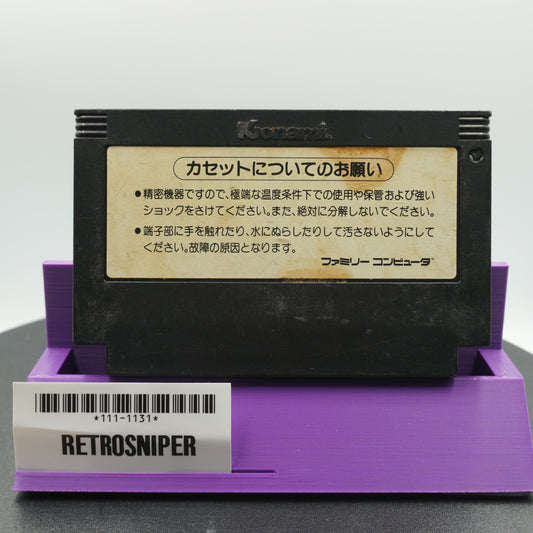 Konami
カセットについてのお願い
●精密機器ですので、極端な温度条件下での使用や保管および強い
ショックをさけてください。また、絶対に分解しないでください。
●端子部に手を触れたり、水にぬらしたりして汚さないようにして
ください。故障の原因となります。
ファミリー コンピュータ™
*111-1131*
RETROSNIPER